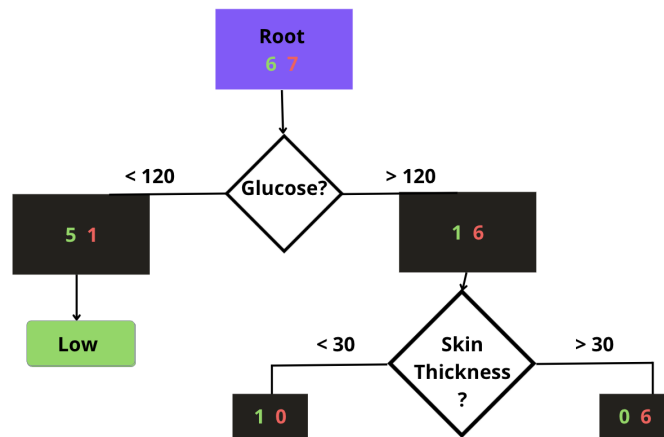 Root
6 7
< 120
Glucose?
> 120
5 1
1 6
Low
< 30
Skin
Thickness
?
> 30
1 0
0 6